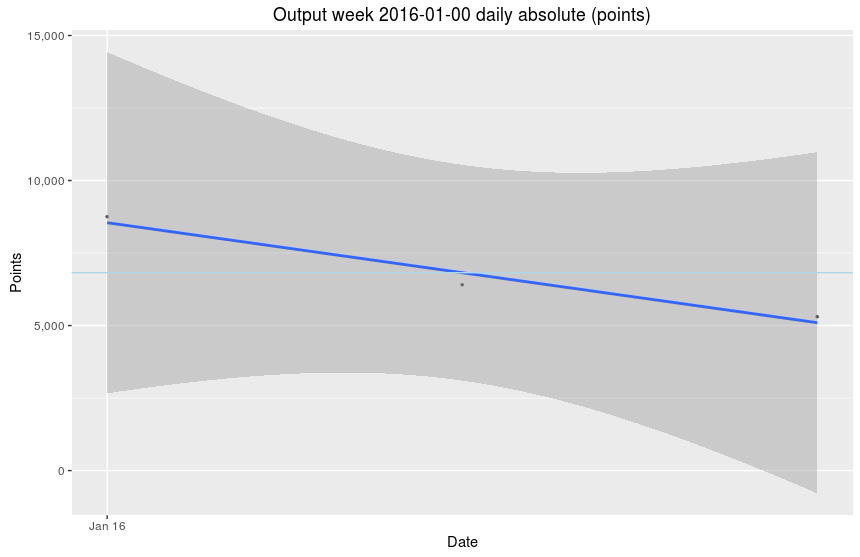 Output week 2016-01-00 daily absolute (points)
15,000
10,000
5,000
0
Points
Jan 16
Date